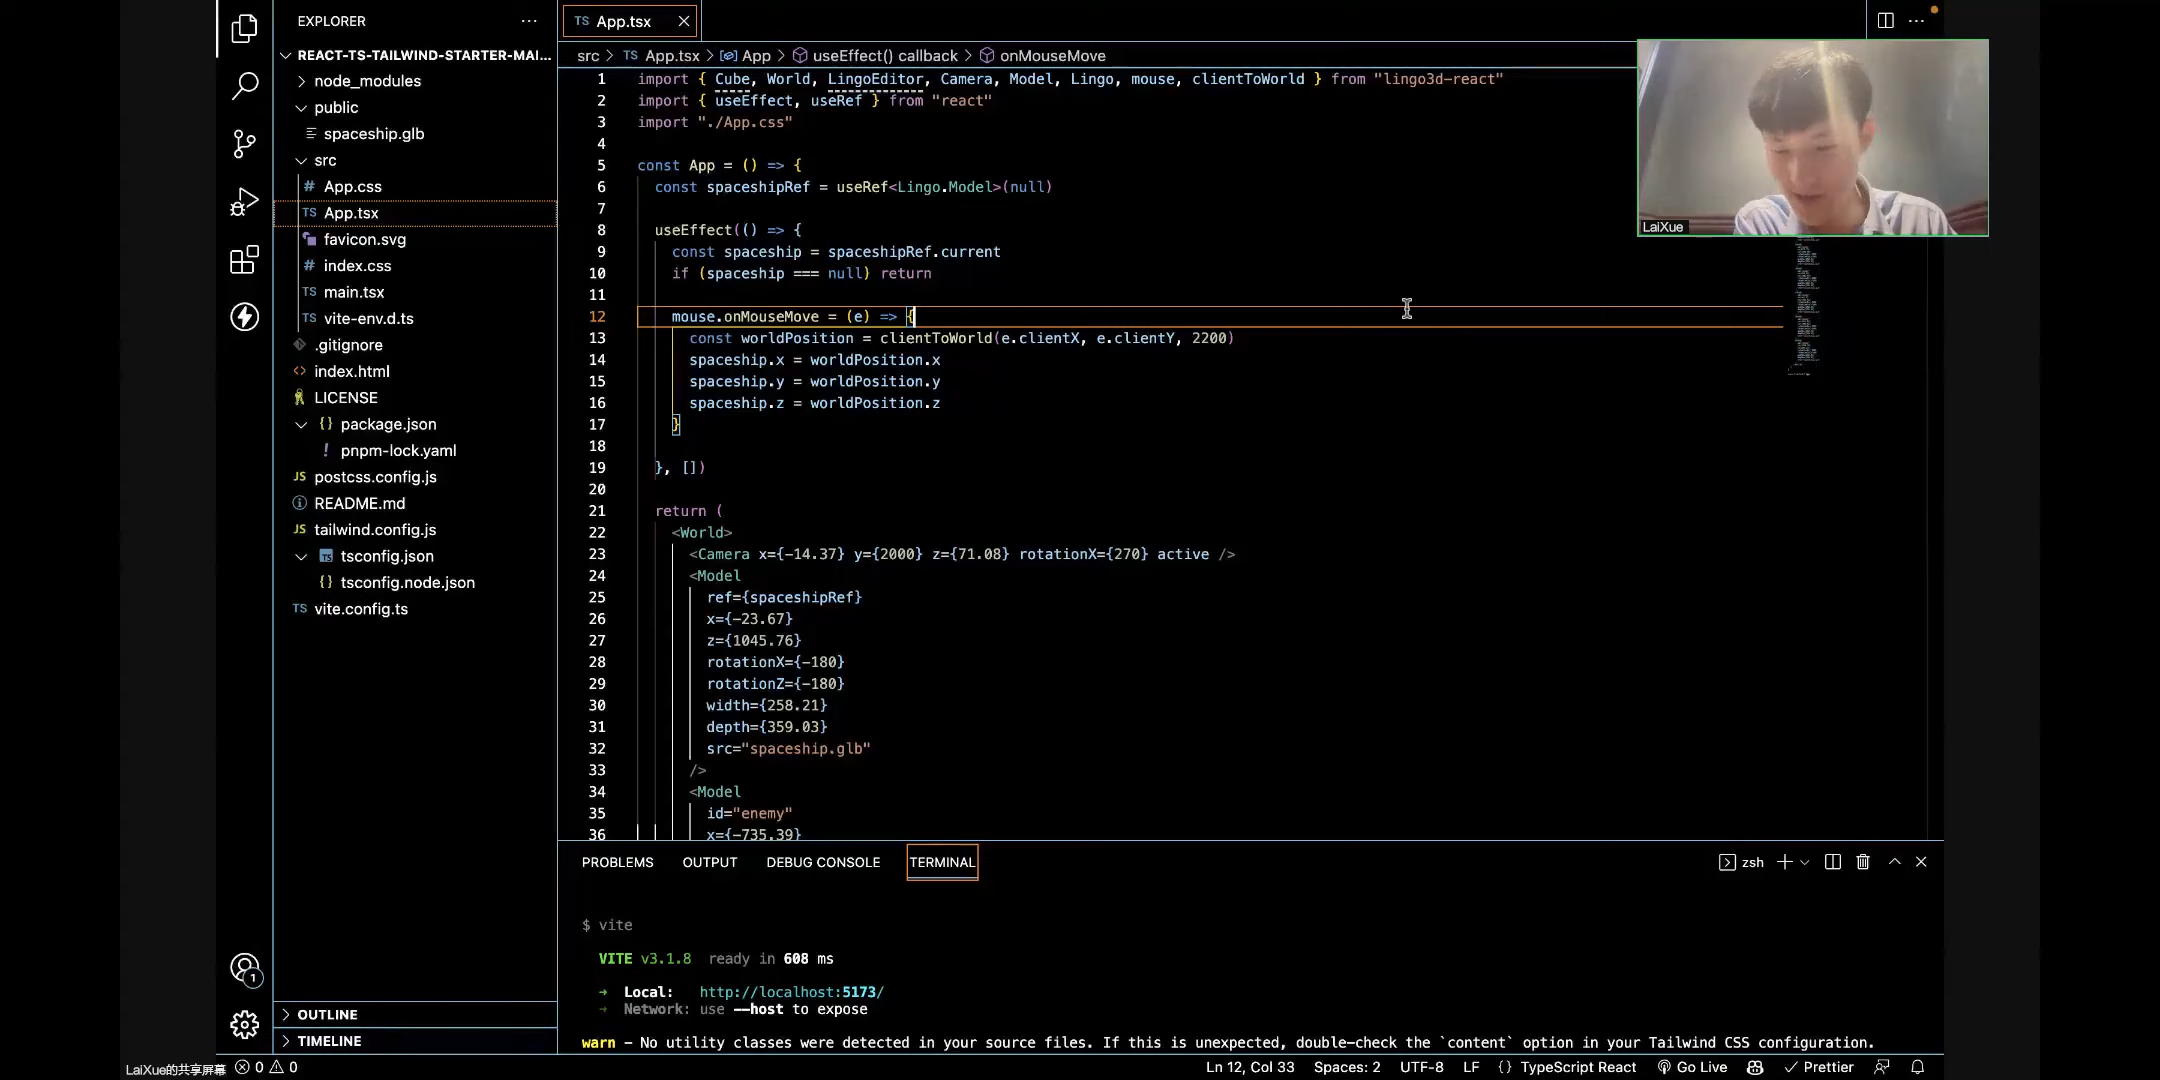 EXPLORER
REACT-TS-TAILWIND-STARTER-MAI...
node_modules
public
spaceship.glb
src
App.css
App.tsx
favicon.svg
index.css
main.tsx
vite-env.d.ts
.gitignore
index.html
LICENSE
package.json
pnpm-lock.yaml
postcss.config.js
README.md
tailwind.config.js
tsconfig.json
tsconfig.node.json
vite.config.ts
OUTLINE
TIMELINE
1
TS App.tsx
src > TS App.tsx > App > useEffect() callback > onMouseMove
1 import { Cube, World, LingoEditor, Camera, Model, Lingo, mouse, clientToWorld } from "lingo3d-react"
2 import { useEffect, useRef } from "react"
3 import "./App.css"
4
5 const App = () => {
6 const spaceshipRef = useRef<Lingo.Model>(null)
7
8 useEffect(() => {
9 const spaceship = spaceshipRef.current
10 if (spaceship === null) return
11
12 mouse.onMouseMove = (e) => {
13 const worldPosition = clientToWorld(e.clientX, e.clientY, 2200)
14 spaceship.x = worldPosition.x
15 spaceship.y = worldPosition.y
16 spaceship.z = worldPosition.z
17 }
18
19 }, [])
20
21 return (
22 <World>
23 <Camera x={-14.37} y={2000} z={71.08} rotationX={270} active />
24 <Model
25 ref={spaceshipRef}
26 x={-23.67}
27 z={1045.76}
28 rotationX={-180}
29 rotationZ={-180}
30 width={258.21}
31 depth={359.03}
32 src="spaceship.glb"
33 />
34 <Model
35 id="enemy"
36 x={-735.39}
LaiXue
PROBLEMS OUTPUT DEBUG CONSOLE TERMINAL
zsh
$ vite
VITE v3.1.8 ready in 608 ms
➜ Local: http://localhost:5173/
➜ Network: use --host to expose
warn - No utility classes were detected in your source files. If this is unexpected, double-check the `content` option in your Tailwind CSS configuration.
LaiXue的共享屏幕 0 0
Ln 12, Col 33 Spaces: 2 UTF-8 LF {} TypeScript React Go Live Prettier